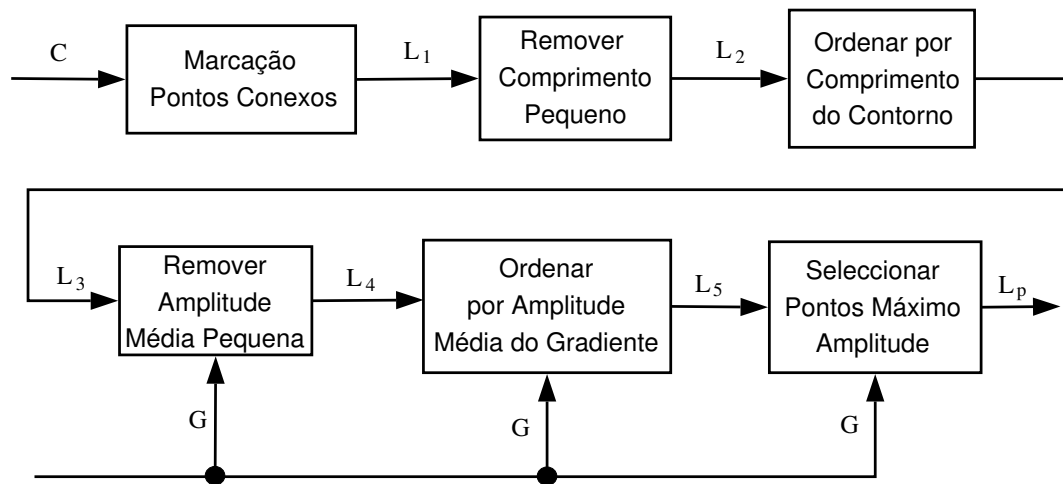 C
Marcação
Pontos Conexos
L1
Remover
Comprimento
Pequeno
L2
Ordenar por
Comprimento
do Contorno
L3
Remover
Amplitude
Média Pequena
L4
Ordenar
por Amplitude
Média do Gradiente
L5
Seleccionar
Pontos Máximo
Amplitude
Lp
G
G
G